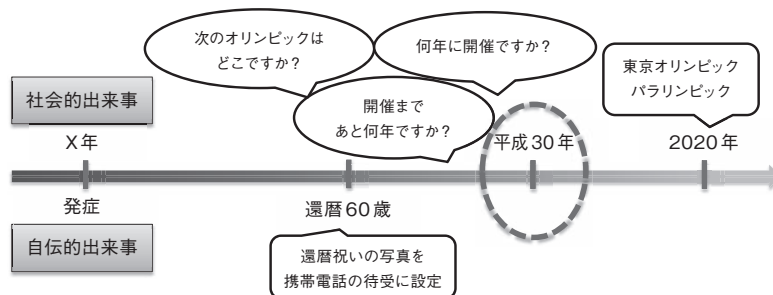 次のオリンピックは
どこですか？
何年に開催ですか？
開催まで
あと何年ですか？
東京オリンピック
パラリンピック
社会的出来事
X年
平成30年
2020年
発症
還暦60歳
自伝的出来事
還暦祝いの写真を
携帯電話の待受に設定